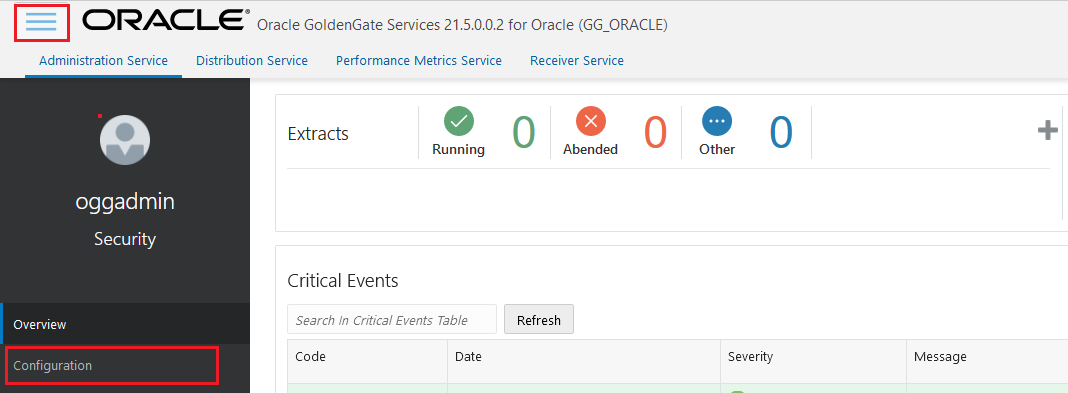 ORACLE® Oracle GoldenGate Services 21.5.0.0.2 for Oracle (GG_ORACLE)
Administration Service Distribution Service Performance Metrics Service Receiver Service
oggadmin
Security
Overview
Configuration
Extracts
Running 0
Abended 0
Other 0
Critical Events
Search In Critical Events Table Refresh
Code Date Severity Message